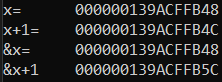 x=       000000139ACFFB48
x+1=     000000139ACFFB4C
&x=      000000139ACFFB48
&x+1     000000139ACFFB5C